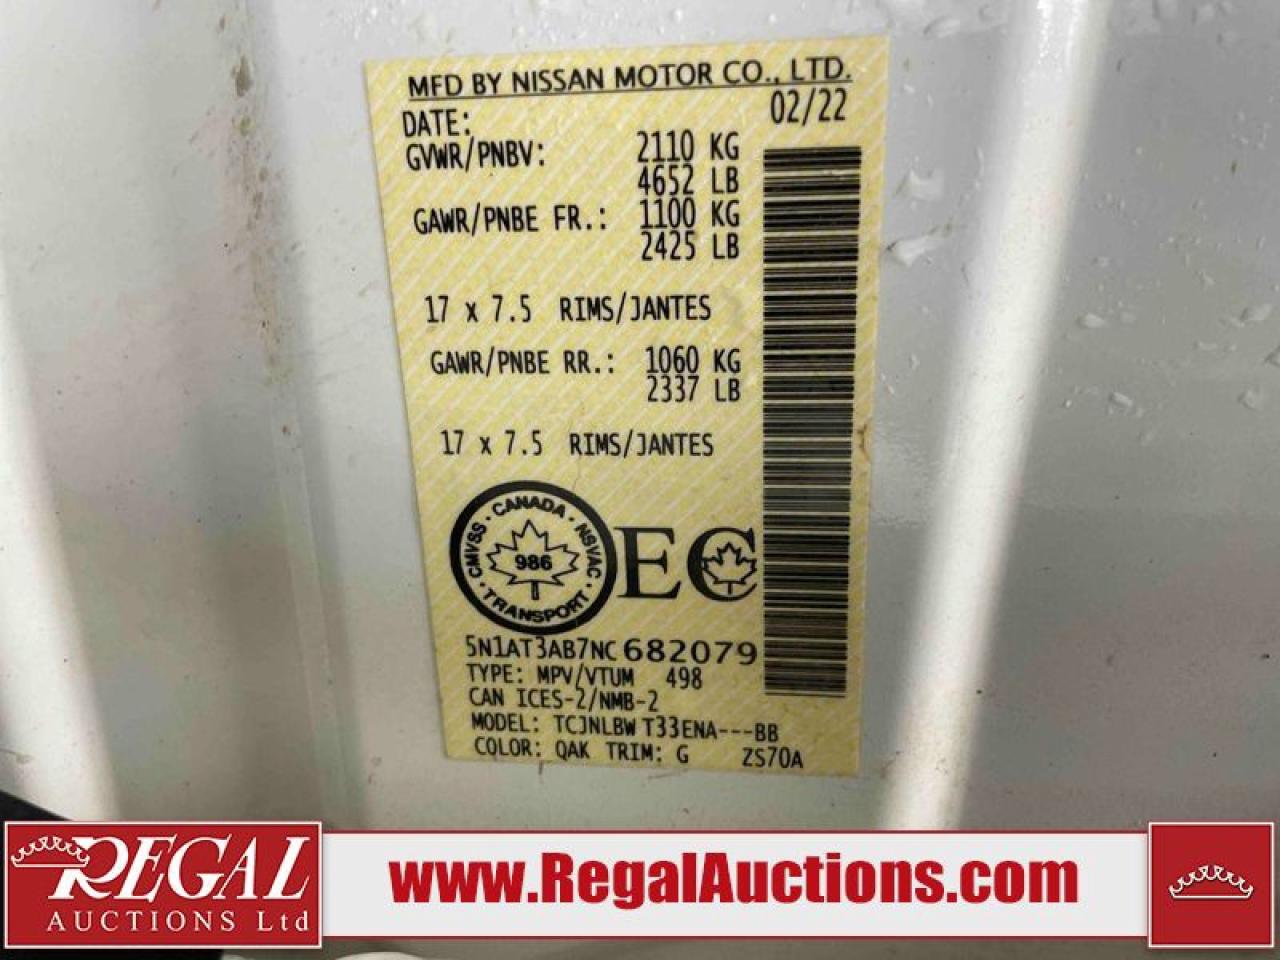 MFD BY NISSAN MOTOR CO., LTD.
DATE: 02/22
GVWR/PNBV: 2110 KG
4652 LB
GAWR/PNBE FR.: 1100 KG
2425 LB
17 x 7.5 RIMS/JANTES
GAWR/PNBE RR.: 1060 KG
2337 LB
17 x 7.5 RIMS/JANTES
CMVSS · CANADA · NSVAC · TRANSPORT ·
986
EC
5N1AT3AB7NC682079
TYPE: MPV/VTUM 498
CAN ICES-2/NMB-2
MODEL: TCJNLBW T33ENA---BB
COLOR: QAK TRIM: G ZS70A
REGAL
AUCTIONS Ltd
www.RegalAuctions.com